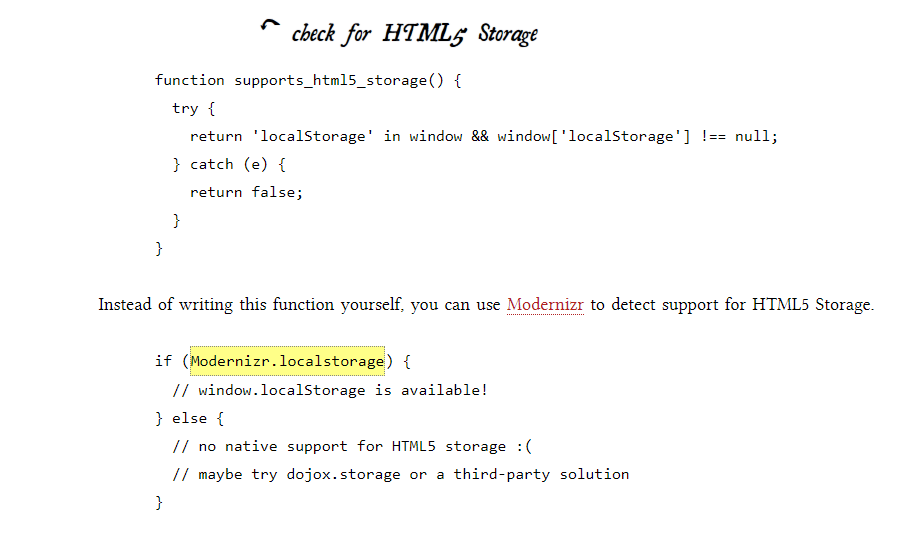 check for HTML5 Storage
function supports_html5_storage() {
  try {
    return 'localStorage' in window && window['localStorage'] !== null;
  } catch (e) {
    return false;
  }
}
Instead of writing this function yourself, you can use Modernizr to detect support for HTML5 Storage.
if (Modernizr.localstorage) {
  // window.localStorage is available!
} else {
  // no native support for HTML5 storage :(
  // maybe try dojox.storage or a third-party solution
}